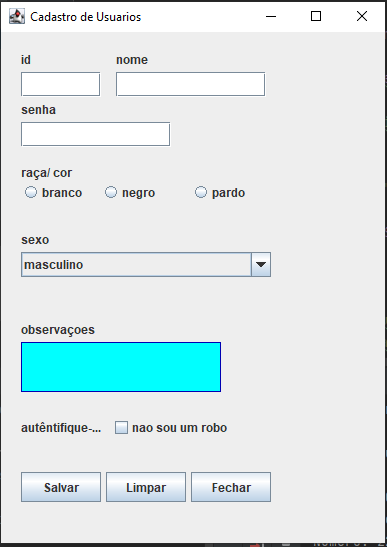 Cadastro de Usuarios
id nome
senha
raça/ cor
branco negro pardo
sexo
masculino
observaçoes
autêntifique-... nao sou um robo
Salvar Limpar Fechar